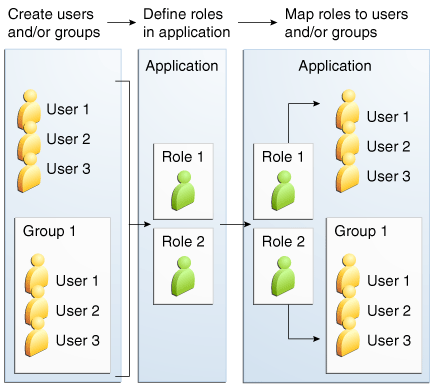 Create users
and/or groups
Define roles
in application
Map roles to users
and/or groups
User 1
User 2
User 3
Group 1
User 1
User 2
User 3
Application
Role 1
Role 2
Application
Role 1
Role 2
User 1
User 2
User 3
Group 1
User 1
User 2
User 3